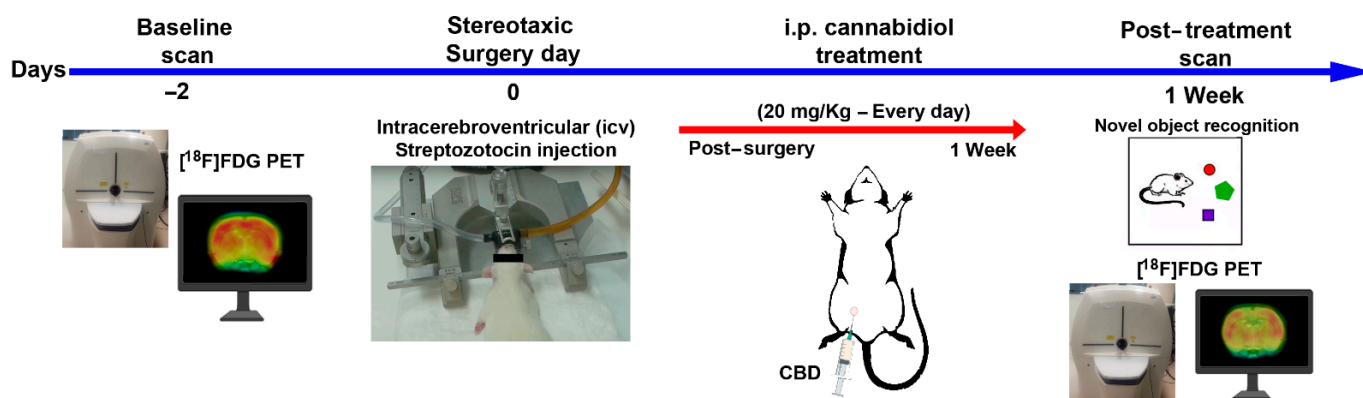 Baseline
scan
Stereotaxic
Surgery day
i.p. cannabidiol
treatment
Post–treatment
scan
Days
–2
0
1 Week
[¹⁸F]FDG PET
Intracerebroventricular (icv)
Streptozotocin injection
(20 mg/Kg – Every day)
Post–surgery
1 Week
CBD
Novel object recognition
[¹⁸F]FDG PET